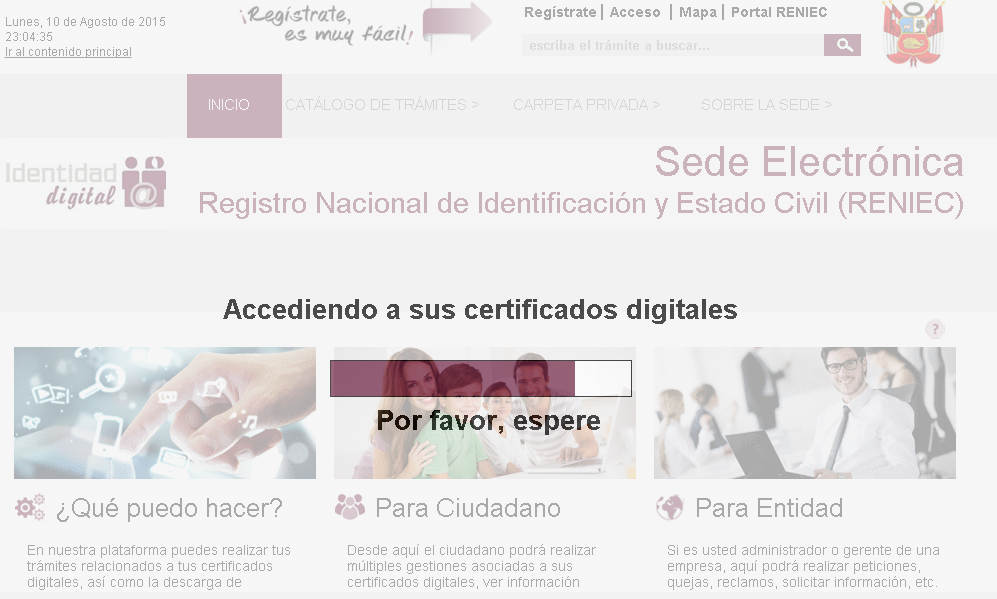 Lunes, 10 de Agosto de 2015
23:04:35
Ir al contenido principal
¡Regístrate,
es muy fácil!
Regístrate | Acceso | Mapa | Portal RENIEC
escriba el trámite a buscar...
INICIO
CATÁLOGO DE TRÁMITES >
CARPETA PRIVADA >
SOBRE LA SEDE >
Identidad
digital
Sede Electrónica
Registro Nacional de Identificación y Estado Civil (RENIEC)
Accediendo a sus certificados digitales
?
Por favor, espere
¿Qué puedo hacer?
En nuestra plataforma puedes realizar tus
trámites relacionados a tus certificados
digitales, así como la descarga de
Para Ciudadano
Desde aquí el ciudadano podrá realizar
múltiples gestiones asociadas a sus
certificados digitales, ver información
Para Entidad
Si es usted administrador o gerente de una
empresa, aquí podrá realizar peticiones,
quejas, reclamos, solicitar información, etc.